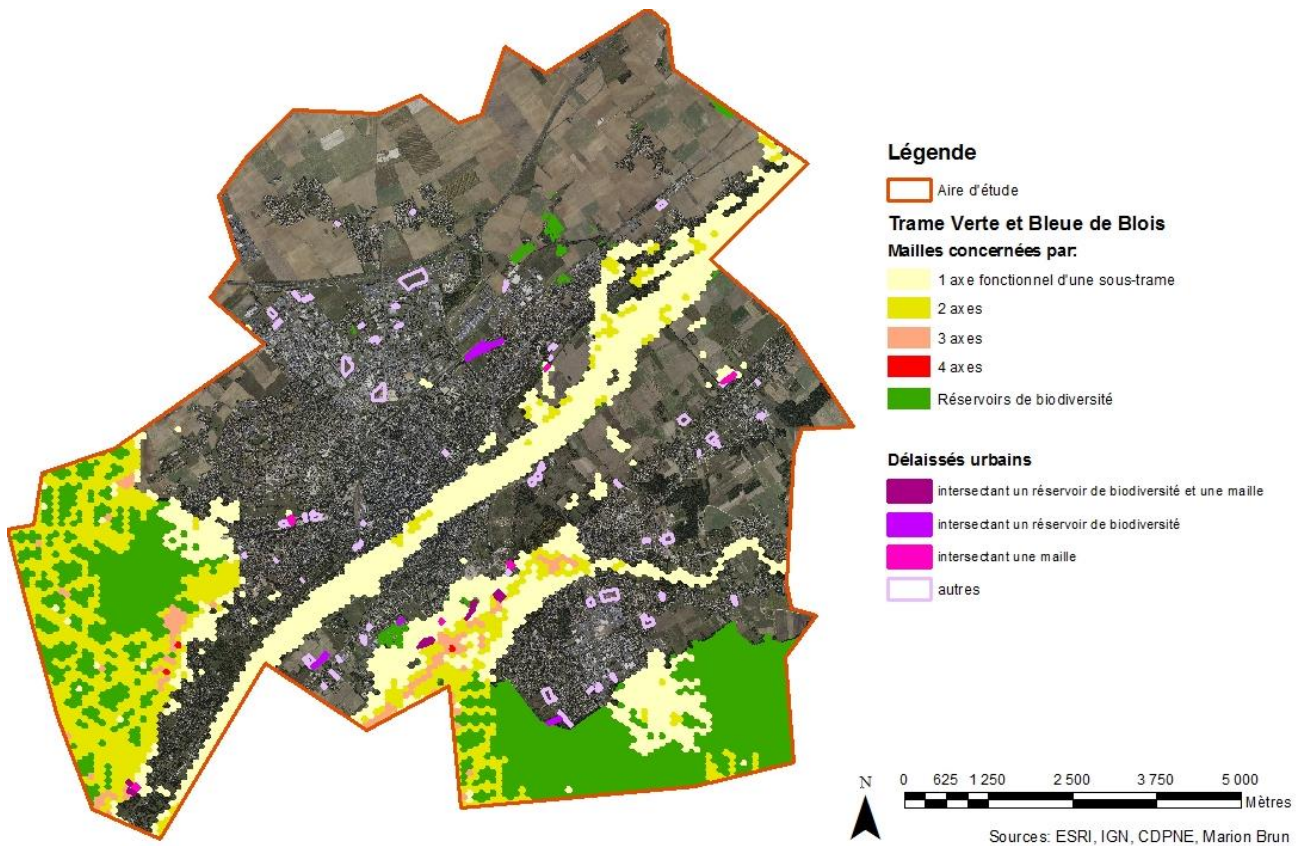 Légende
Aire d'étude
Trame Verte et Bleue de Blois
Mailles concernées par:
1 axe fonctionnel d'une sous-trame
2 axes
3 axes
4 axes
Réservoirs de biodiversité
Délaissés urbains
intersectant un réservoir de biodiversité et une maille
intersectant un réservoir de biodiversité
intersectant une maille
autres
N
0 625 1 250 2 500 3 750 5 000
Mètres
Sources: ESRI, IGN, CDPNE, Marion Brun